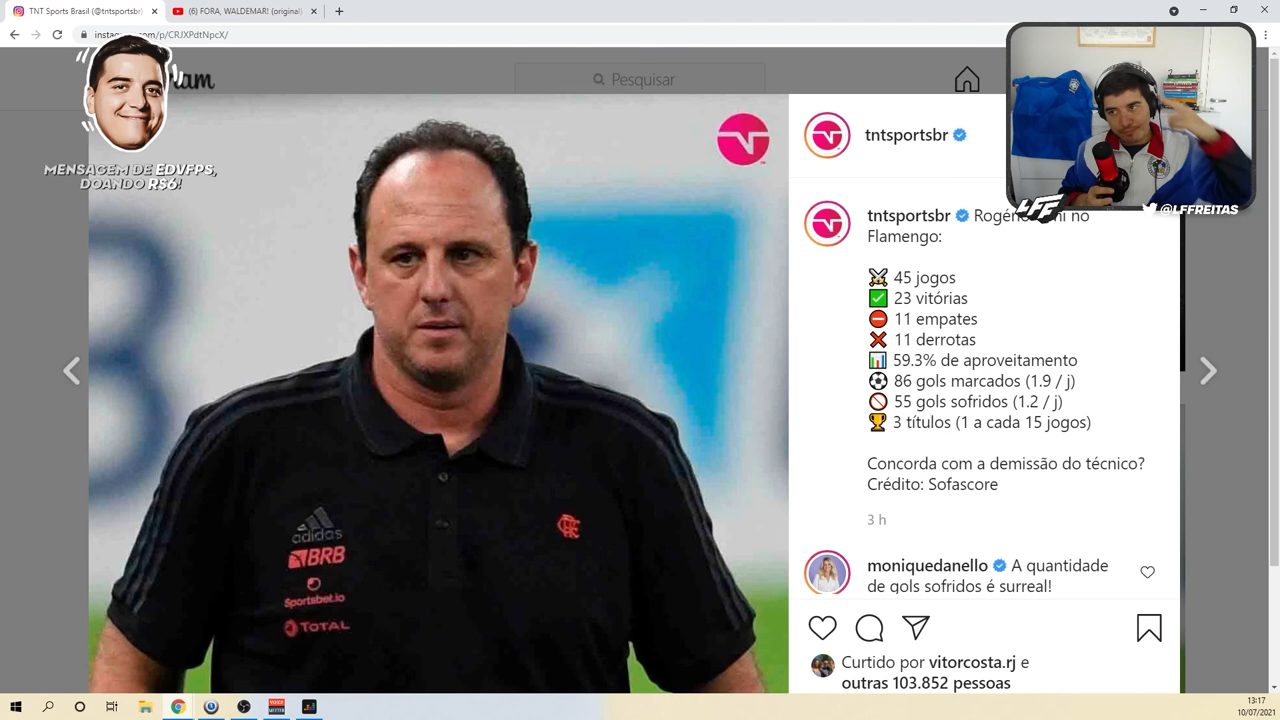 TNT Sports Brasil (@tntsportsbr)
(6) FORA, WALDEMAR! (original)
instagram.com/p/CRJXPdtNpcX/
Pesquisar
MENSAGEM DE EDVFPS,
DOANDO R$6!
tntsportsbr
LFF
@LFFREITAS
tntsportsbr
no
Flamengo:
45 jogos
23 vitórias
11 empates
11 derrotas
59.3% de aproveitamento
86 gols marcados (1.9 / j)
55 gols sofridos (1.2 / j)
3 títulos (1 a cada 15 jogos)
Concorda com a demissão do técnico?
Crédito: Sofascore
3 h
moniquedanello A quantidade
de gols sofridos é surreal!
Curtido por vitorcosta.rj e
outras 103.852 pessoas
adidas
BRB
Sportsbet.io
TOTAL
13:17
10/07/2021